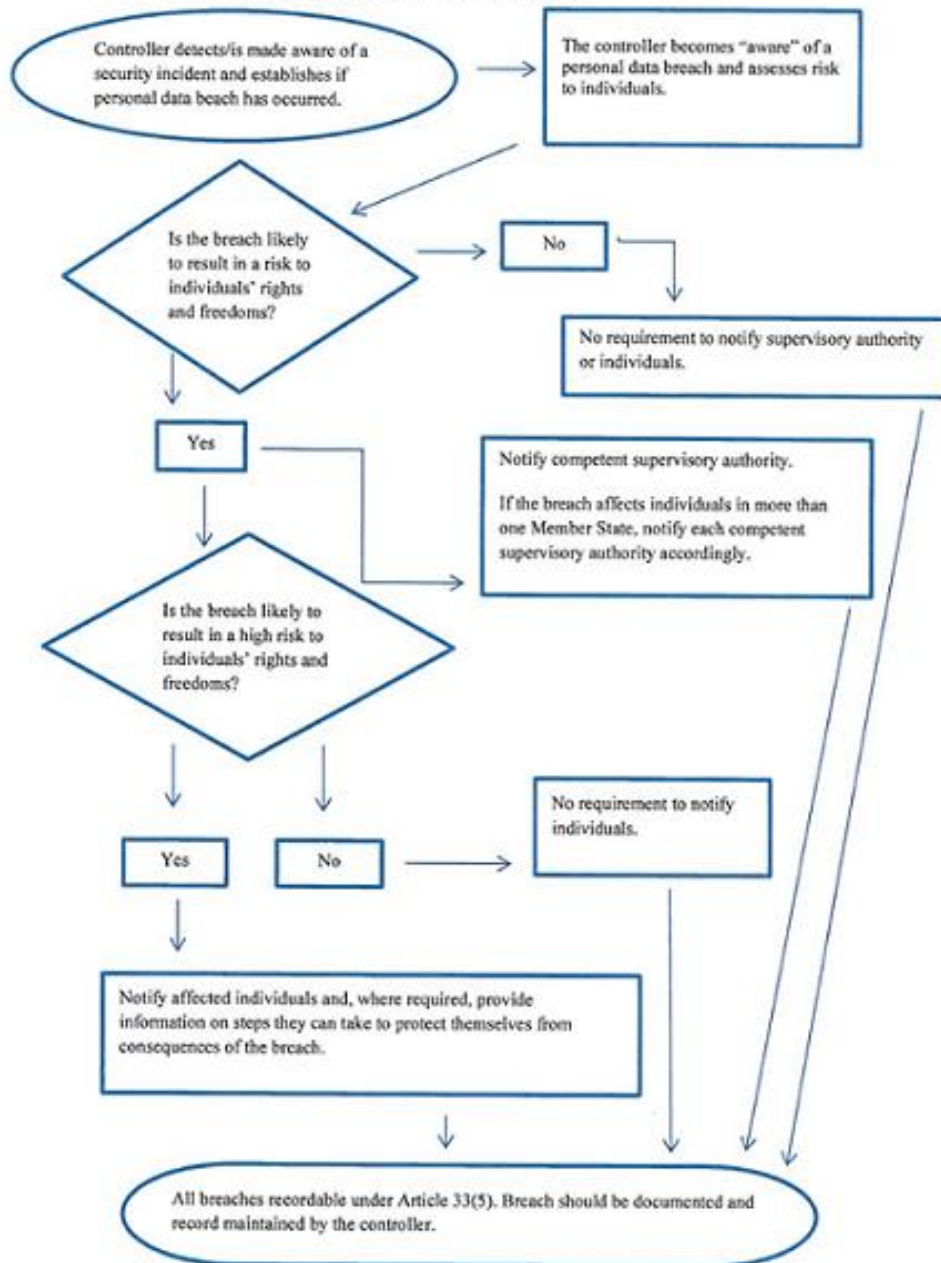 Controller detects/is made aware of a
security incident and establishes if
personal data beach has occurred.
The controller becomes “aware” of a
personal data breach and assesses risk
to individuals.
Is the breach likely
to result in a risk to
individuals’ rights
and freedoms?
No
No requirement to notify supervisory authority
or individuals.
Yes
Notify competent supervisory authority.
If the breach affects individuals in more than
one Member State, notify each competent
supervisory authority accordingly.
Is the breach likely to
result in a high risk to
individuals’ rights and
freedoms?
Yes
No
No requirement to notify
individuals.
Notify affected individuals and, where required, provide
information on steps they can take to protect themselves from
consequences of the breach.
All breaches recordable under Article 33(5). Breach should be documented and
record maintained by the controller.